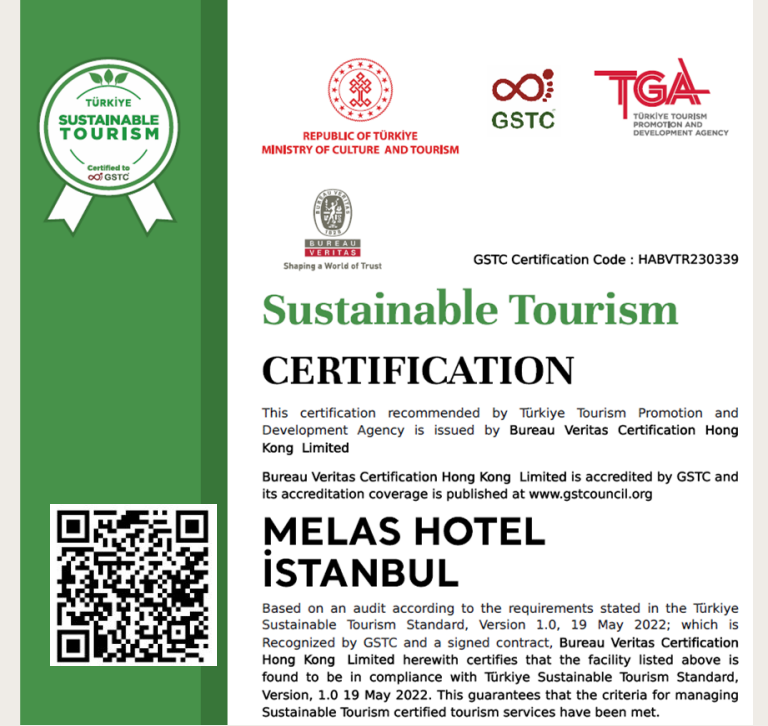 TÜRKİYE
SUSTAINABLE
TOURISM
Certified to
GSTC
REPUBLIC OF TÜRKİYE
MINISTRY OF CULTURE AND TOURISM
GSTC
TGA
TÜRKİYE TOURISM
PROMOTION AND
DEVELOPMENT AGENCY
BUREAU VERITAS
1828
BUREAU
VERITAS
Shaping a World of Trust
GSTC Certification Code : HABVTR230339
Sustainable Tourism
CERTIFICATION
This certification recommended by Türkiye Tourism Promotion and
Development Agency is issued by Bureau Veritas Certification Hong
Kong Limited
Bureau Veritas Certification Hong Kong Limited is accredited by GSTC and
its accreditation coverage is published at www.gstcouncil.org
MELAS HOTEL
İSTANBUL
Based on an audit according to the requirements stated in the Türkiye
Sustainable Tourism Standard, Version 1.0, 19 May 2022; which is
Recognized by GSTC and a signed contract, Bureau Veritas Certification
Hong Kong Limited herewith certifies that the facility listed above is
found to be in compliance with Türkiye Sustainable Tourism Standard,
Version, 1.0 19 May 2022. This guarantees that the criteria for managing
Sustainable Tourism certified tourism services have been met.